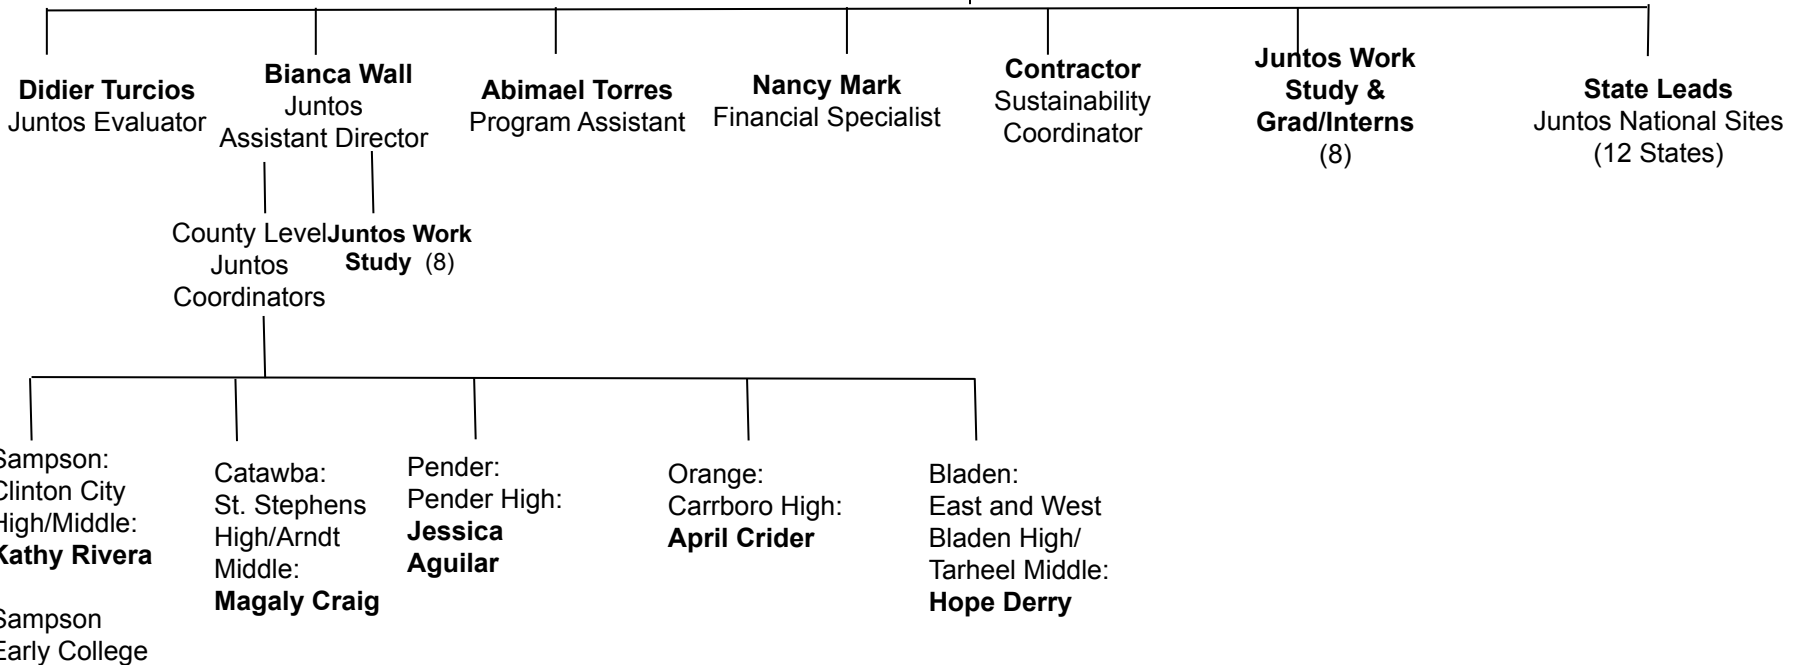 Didier Turcios
Juntos Evaluator
Bianca Wall
Juntos
Assistant Director
Abimael Torres
Program Assistant
Nancy Mark
Financial Specialist
Contractor
Sustainability
Coordinator
Juntos Work
Study &
Grad/Interns
(8)
State Leads
Juntos National Sites
(12 States)
County Level
Juntos
Coordinators
Juntos Work
Study (8)
Sampson:
Clinton City
High/Middle:
Kathy Rivera
Sampson
Early College
Catawba:
St. Stephens
High/Arndt
Middle:
Magaly Craig
Pender:
Pender High:
Jessica
Aguilar
Orange:
Carrboro High:
April Crider
Bladen:
East and West
Bladen High/
Tarheel Middle:
Hope Derry